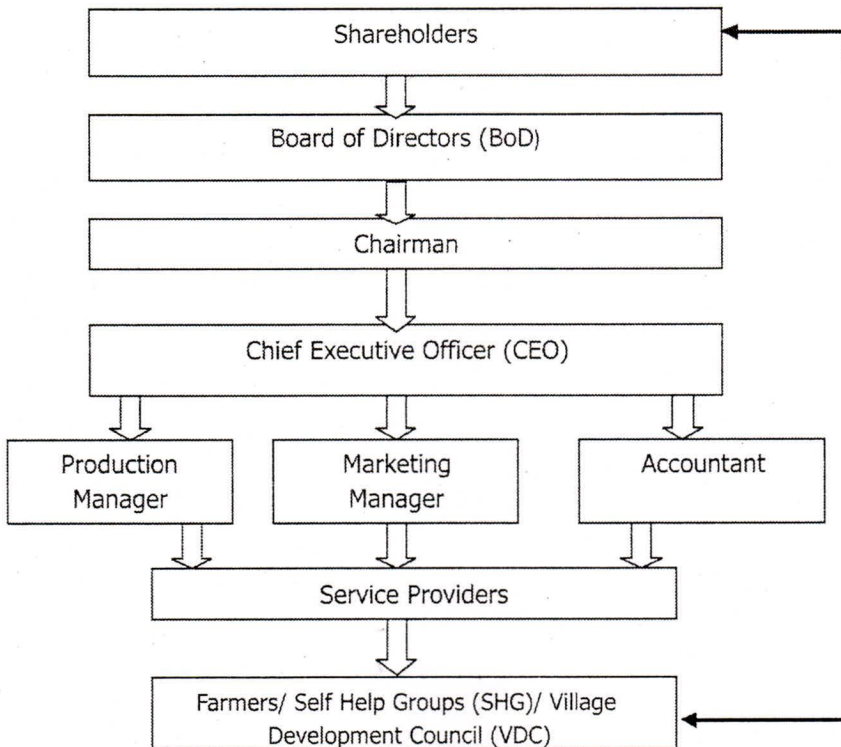 Shareholders
Board of Directors (BoD)
Chairman
Chief Executive Officer (CEO)
Production
Manager
Marketing
Manager
Accountant
Service Providers
Farmers/ Self Help Groups (SHG)/ Village
Development Council (VDC)